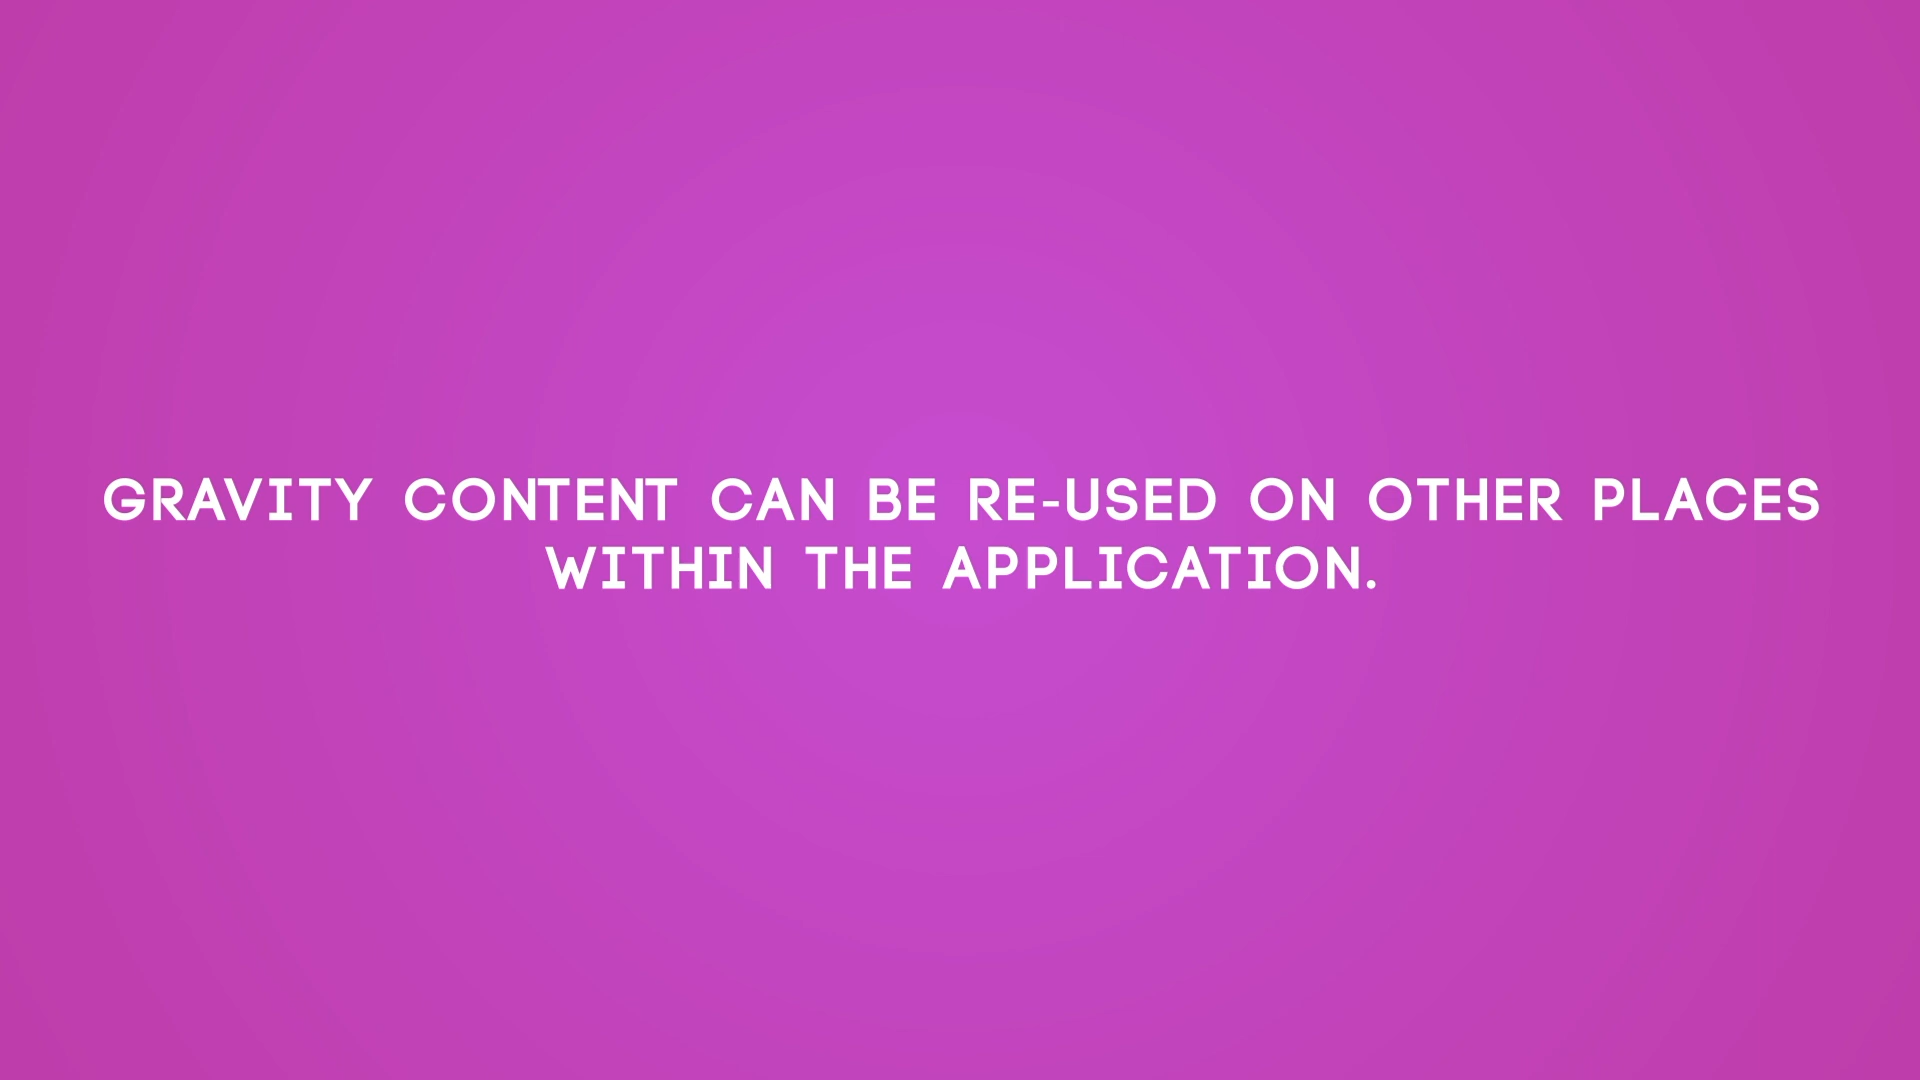 GRAVITY CONTENT CAN BE RE-USED ON OTHER PLACES
WITHIN THE APPLICATION.